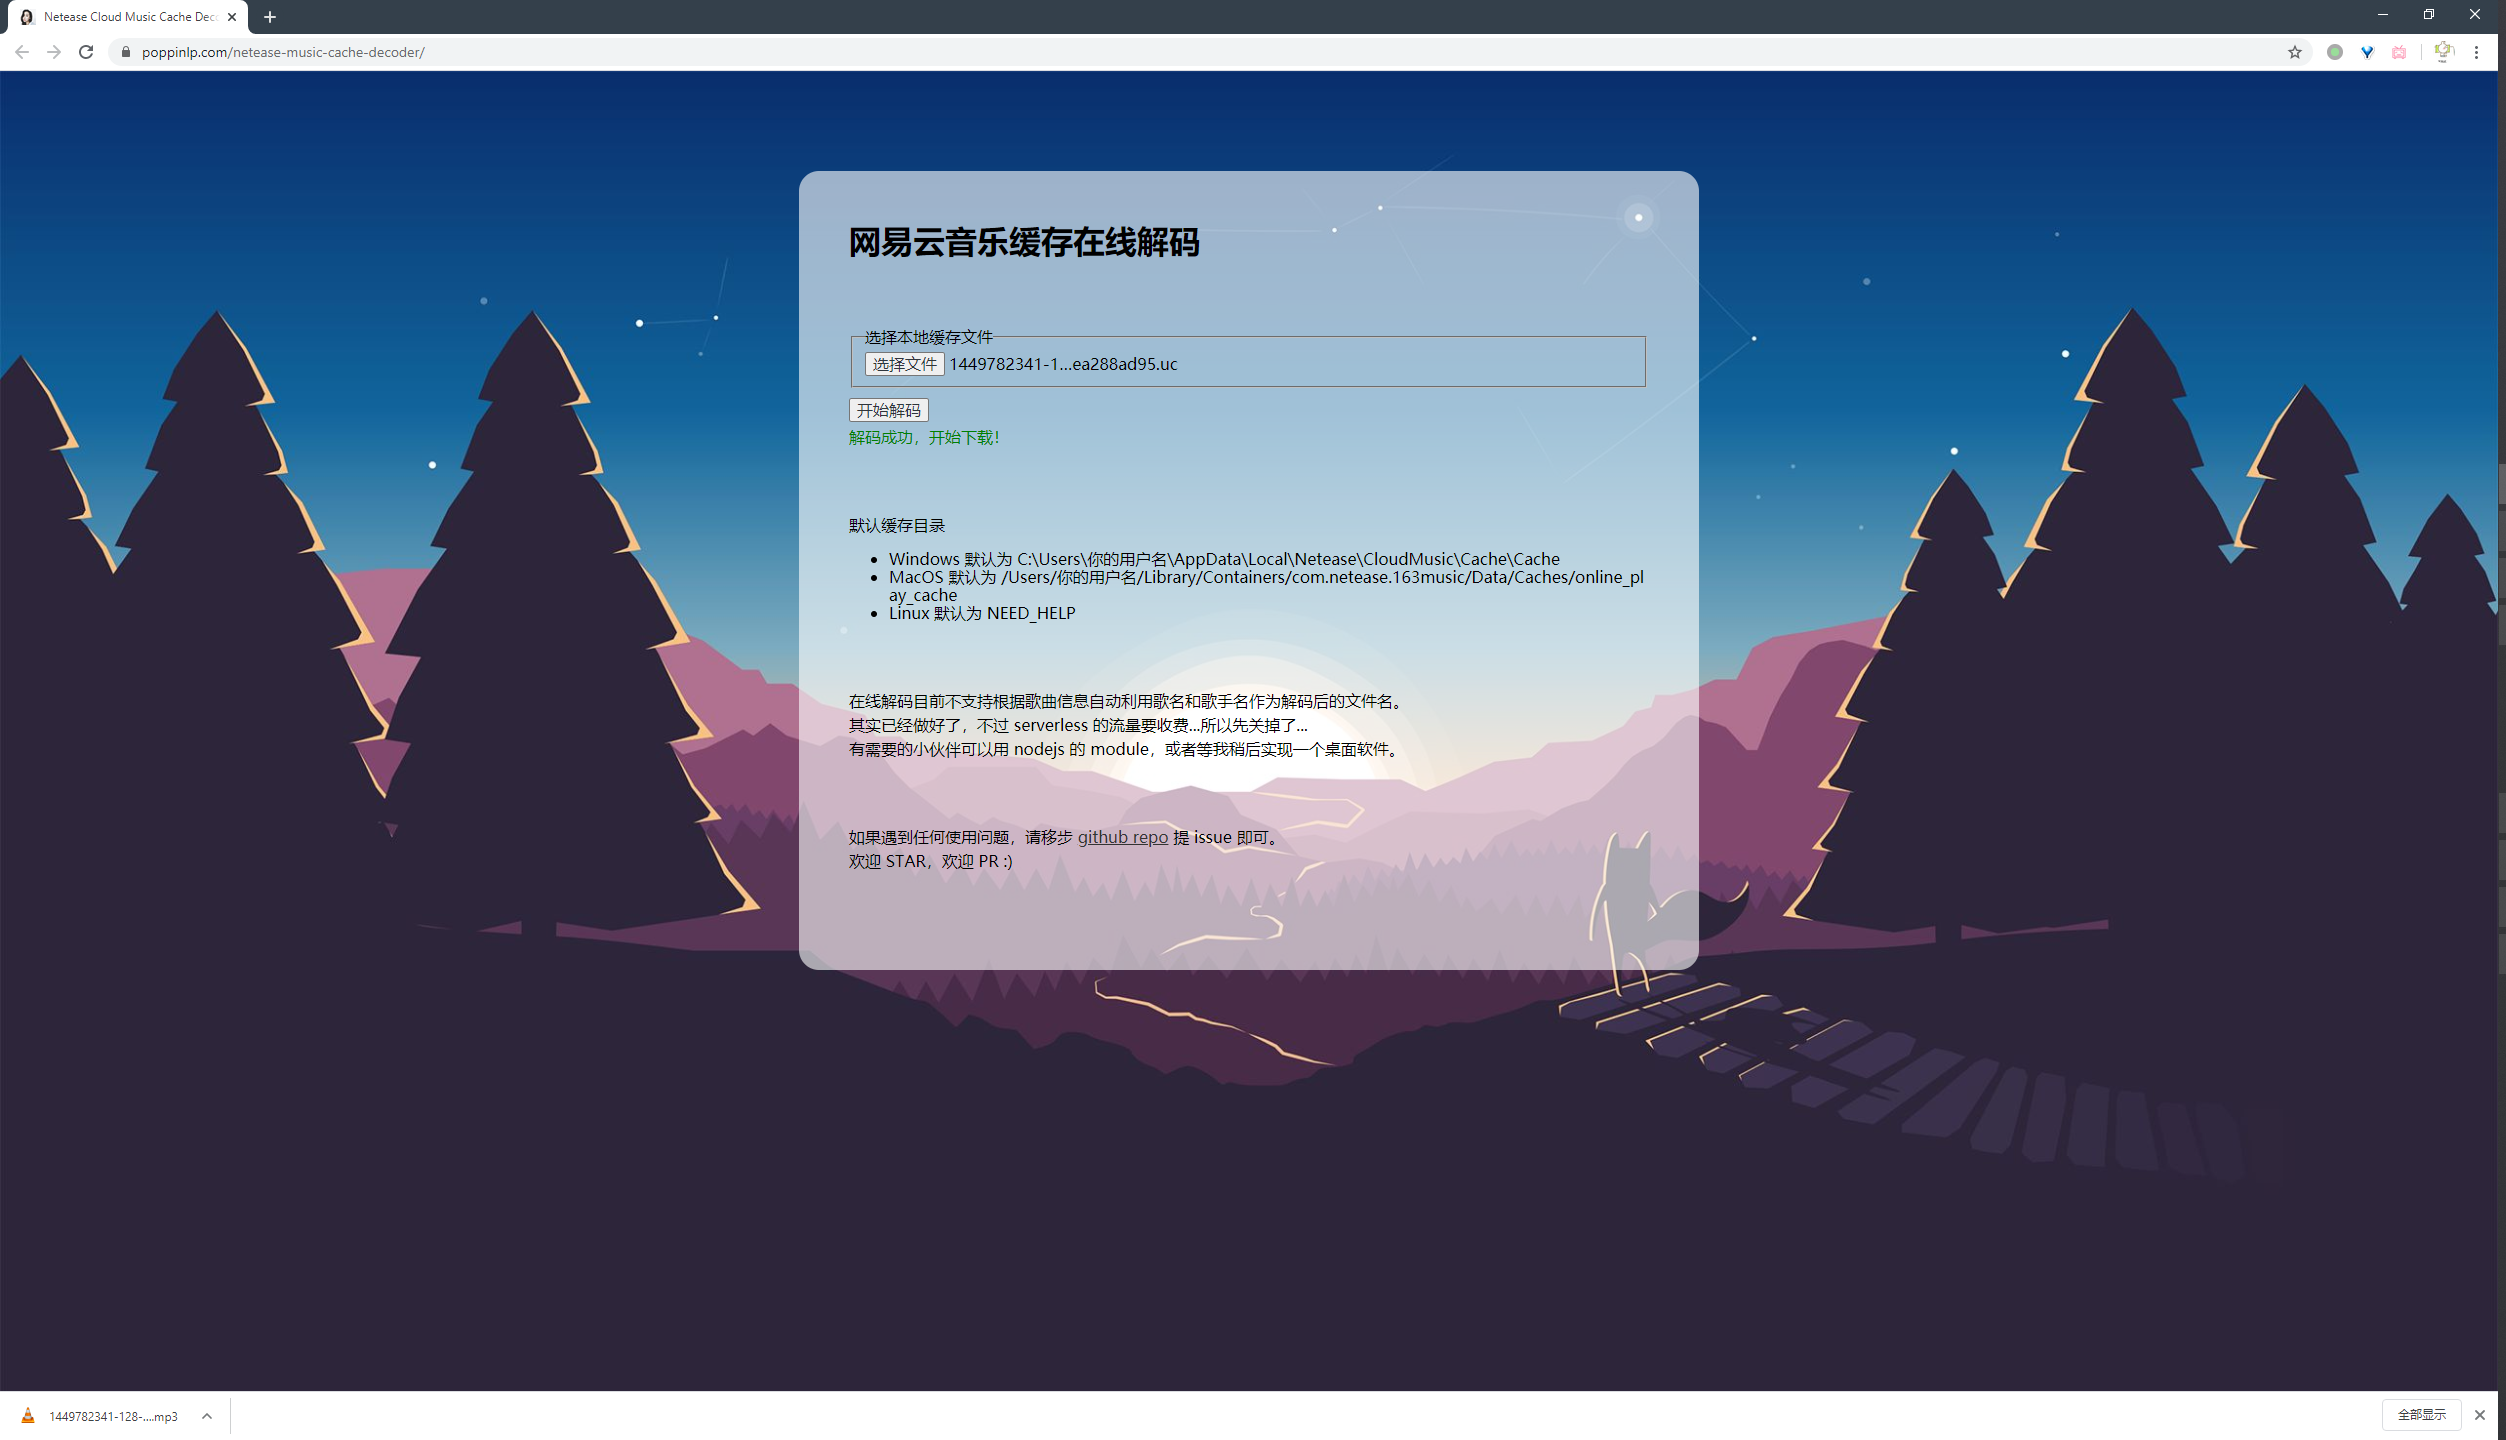 Netease Cloud Music Cache Dec
poppinlp.com/netease-music-cache-decoder/
网易云音乐缓存在线解码
选择本地缓存文件
选择文件 1449782341-1...ea288ad95.uc
开始解码
解码成功，开始下载！
默认缓存目录
Windows 默认为 C:\Users\你的用户名\AppData\Local\Netease\CloudMusic\Cache\Cache
MacOS 默认为 /Users/你的用户名/Library/Containers/com.netease.163music/Data/Caches/online_pl
ay_cache
Linux 默认为 NEED_HELP
在线解码目前不支持根据歌曲信息自动利用歌名和歌手名作为解码后的文件名。
其实已经做好了，不过 serverless 的流量要收费...所以先关掉了...
有需要的小伙伴可以用 nodejs 的 module，或者等我稍后实现一个桌面软件。
如果遇到任何使用问题，请移步 github repo 提 issue 即可。
欢迎 STAR，欢迎 PR :)
1449782341-128-....mp3
全部显示